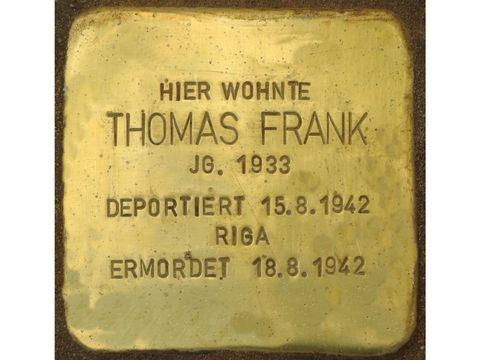 HIER WOHNTE
THOMAS FRANK
JG. 1933
DEPORTIERT 15.8.1942
RIGA
ERMORDET 18.8.1942